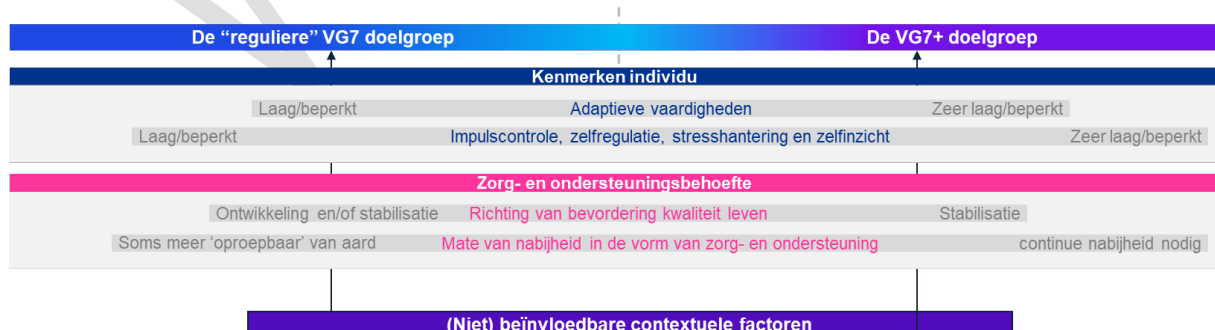 De “reguliere” VG7 doelgroep De VG7+ doelgroep
Kenmerken individu
Laag/beperkt Adaptieve vaardigheden Zeer laag/beperkt
Laag/beperkt Impulscontrole, zelfregulatie, stresshantering en zelfinzicht Zeer laag/beperkt
Zorg- en ondersteuningsbehoefte
Ontwikkeling en/of stabilisatie Richting van bevordering kwaliteit leven Stabilisatie
Soms meer ‘oproepbaar’ van aard Mate van nabijheid in de vorm van zorg- en ondersteuning continue nabijheid nodig
(Niet) beïnvloedbare contextuele factoren